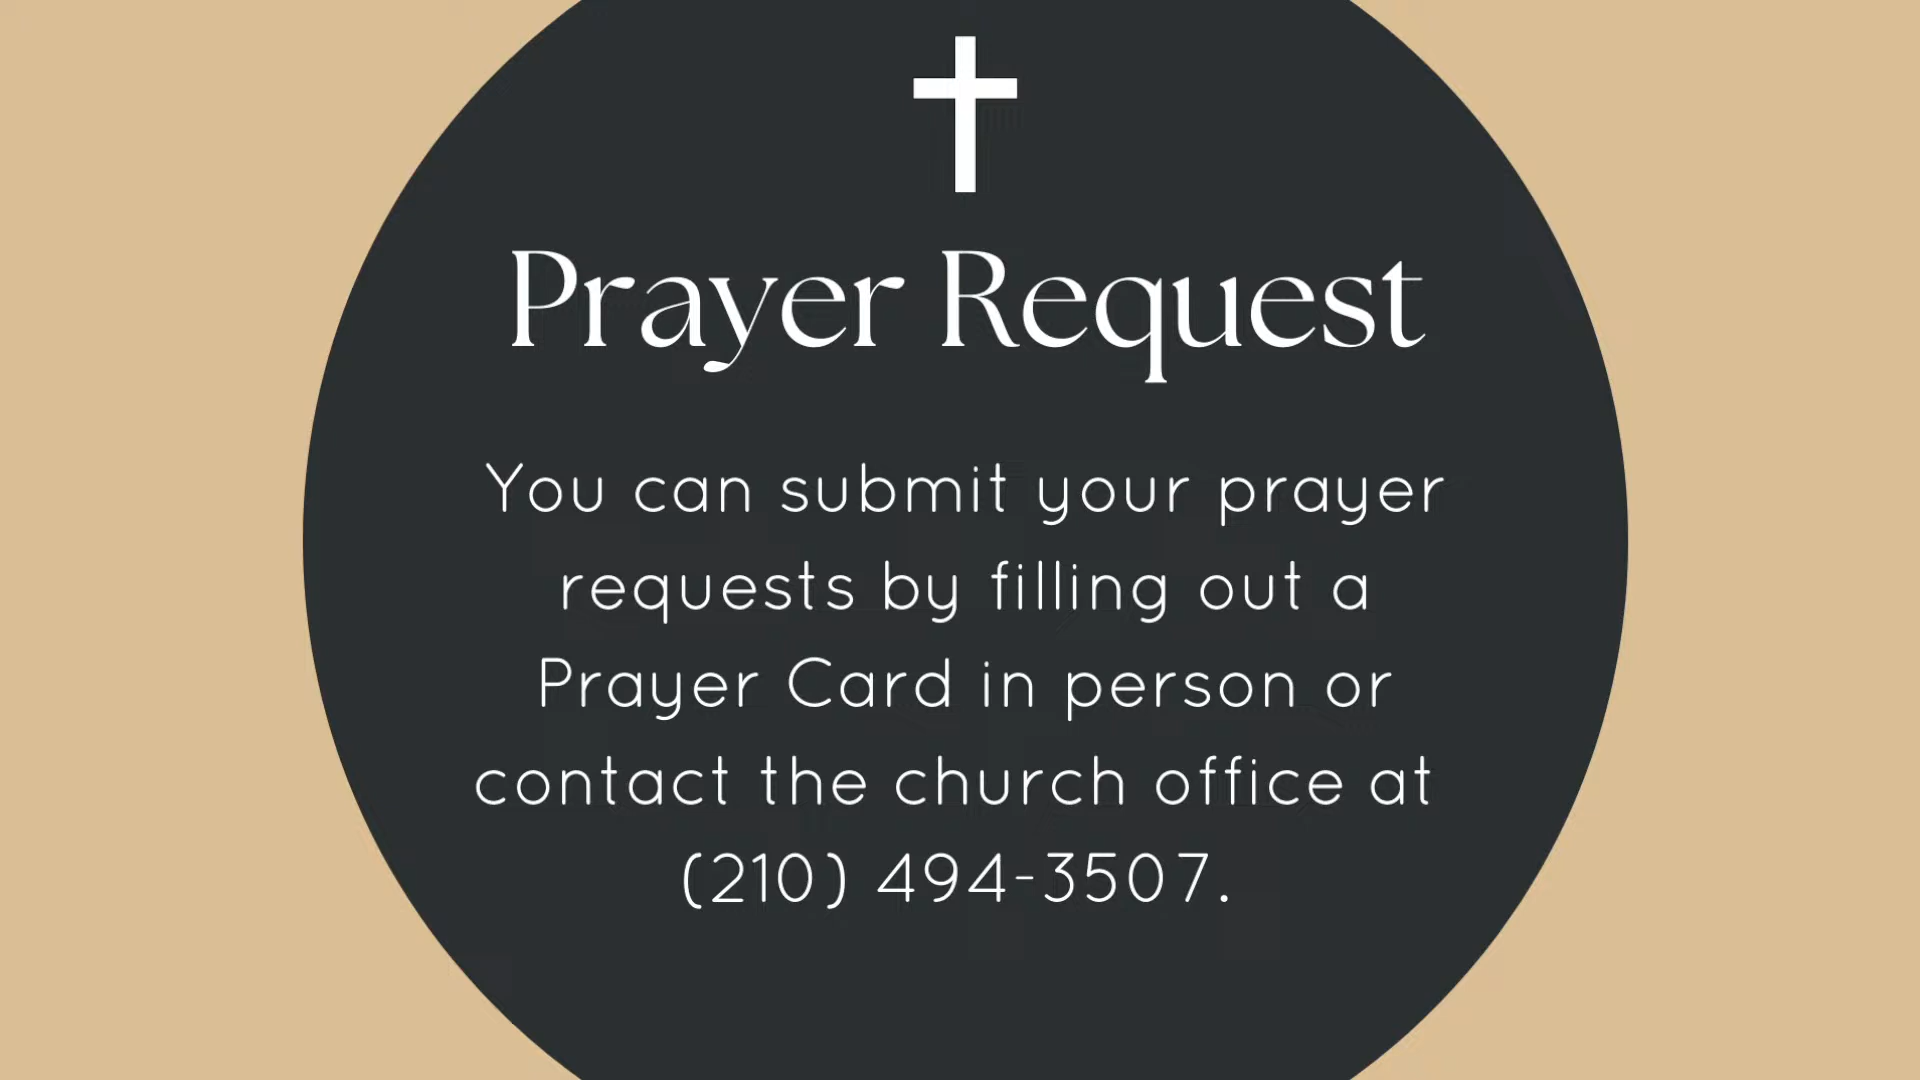 Prayer Request
You can submit your prayer
requests by filling out a
Prayer Card in person or
contact the church office at
(210) 494-3507.